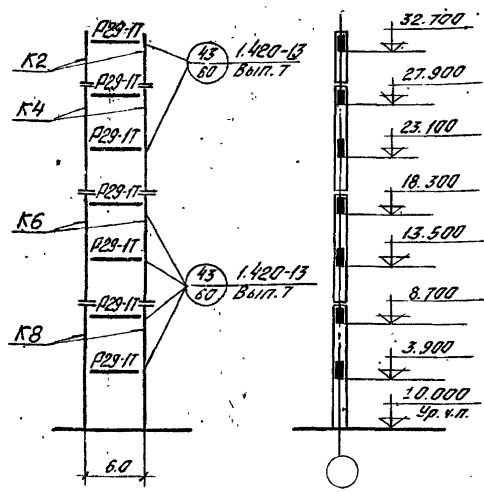 Р29-1Т
К2
43
60
1.420-13
Вып. 7
Р29-1Т
К4
Р29-1Т
Р29-1Т
К6
Р29-1Т
43
60
1.420-13
Вып. 7
Р29-1Т
К8
Р29-1Т
6.0
32.700
27.900
23.100
18.300
13.500
8.700
3.900
10.000
Ур. ч.п.